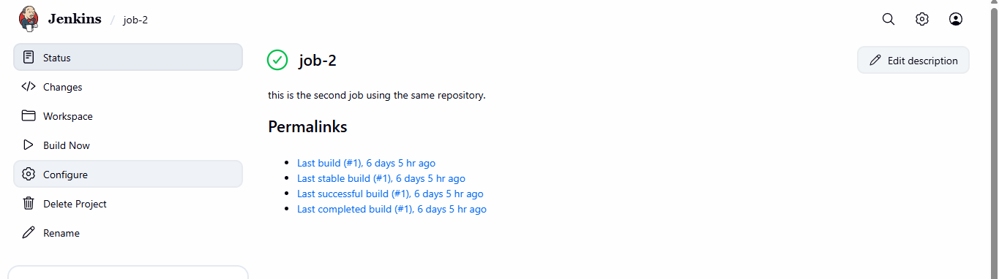 Jenkins / job-2
Status
Changes
Workspace
Build Now
Configure
Delete Project
Rename
job-2
Edit description
this is the second job using the same repository.
Permalinks
Last build (#1), 6 days 5 hr ago
Last stable build (#1), 6 days 5 hr ago
Last successful build (#1), 6 days 5 hr ago
Last completed build (#1), 6 days 5 hr ago